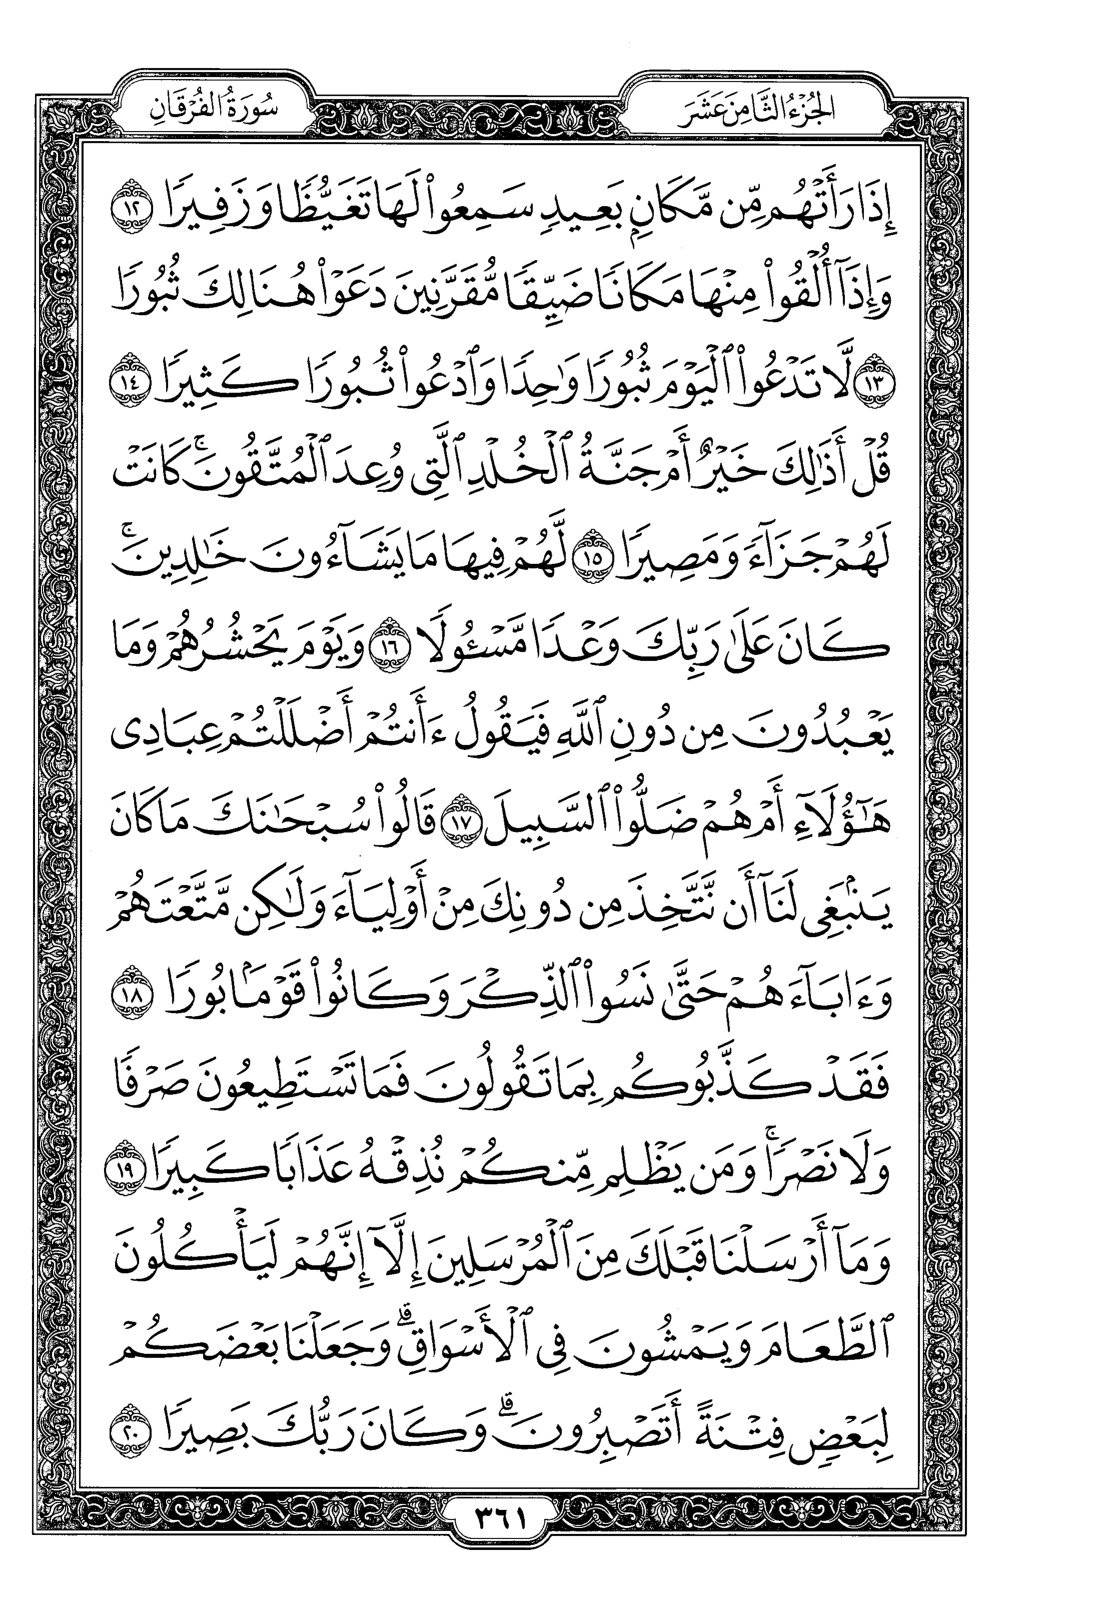 الجُزْءُ الثَّامِنَ عَشَرَ
سُورَةُ الفُرْقَانِ
إِذَا رَأَتْهُم مِّن مَّكَانِۭ بَعِيدٖ سَمِعُواْ لَهَا تَغَيُّظٗا وَزَفِيرٗا ١٢
وَإِذَآ أُلْقُواْ مِنْهَا مَكَانٗا ضَيِّقٗا مُّقَرَّنِينَ دَعَوْاْ هُنَالِكَ ثُبُورٗا
١٣ لَّا تَدْعُواْ ٱلْيَوْمَ ثُبُورٗا وَٰحِدٗا وَٱدْعُواْ ثُبُورٗا كَثِيرٗا ١٤
قُلْ أَذَٰلِكَ خَيْرٌ أَمْ جَنَّةُ ٱلْخُلْدِ ٱلَّتِي وُعِدَ ٱلْمُتَّقُونَۚ كَانَتْ
لَهُمْ جَزَآءٗ وَمَصِيرٗا ١٥ لَّهُمْ فِيهَا مَا يَشَآءُونَ خَٰلِدِينَۚ
كَانَ عَلَىٰ رَبِّكَ وَعْدٗا مَّسْـُٔولٗا ١٦ وَيَوْمَ يَحْشُرُهُمْ وَمَا
يَعْبُدُونَ مِن دُونِ ٱللَّهِ فَيَقُولُ ءَأَنتُمْ أَضْلَلْتُمْ عِبَادِي
هَٰٓؤُلَآءِ أَمْ هُمْ ضَلُّواْ ٱلسَّبِيلَ ١٧ قَالُواْ سُبْحَٰنَكَ مَا كَانَ
يَنۢبَغِي لَنَآ أَن نَّتَّخِذَ مِن دُونِكَ مِنْ أَوْلِيَآءَ وَلَٰكِن مَّتَّعْتَهُمْ
وَءَابَآءَهُمْ حَتَّىٰ نَسُواْ ٱلذِّكْرَ وَكَانُواْ قَوْمَۢا بُورٗا ١٨
فَقَدْ كَذَّبُوكُم بِمَا تَقُولُونَ فَمَا تَسْتَطِيعُونَ صَرْفٗا
وَلَا نَصْرٗاۚ وَمَن يَظْلِم مِّنكُمْ نُذِقْهُ عَذَابٗا كَبِيرٗا ١٩
وَمَآ أَرْسَلْنَا قَبْلَكَ مِنَ ٱلْمُرْسَلِينَ إِلَّآ إِنَّهُمْ لَيَأْكُلُونَ
ٱلطَّعَامَ وَيَمْشُونَ فِي ٱلْأَسْوَاقِۗ وَجَعَلْنَا بَعْضَكُمْ
لِبَعْضٖ فِتْنَةً أَتَصْبِرُونَۗ وَكَانَ رَبُّكَ بَصِيرٗا ٢٠
٣٦١